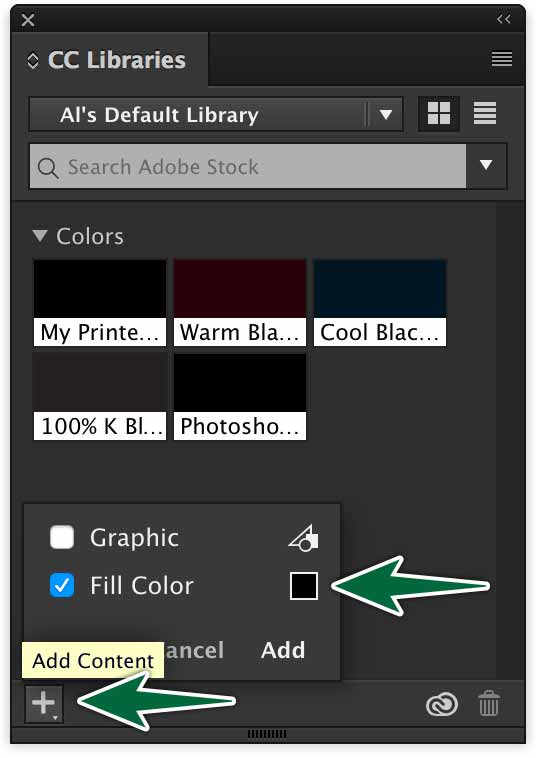 CC Libraries
Al's Default Library
Search Adobe Stock
Colors
My Printe...
Warm Bla...
Cool Blac...
100% K Bl...
Photosho...
Graphic
Fill Color
ancel
Add
Add Content